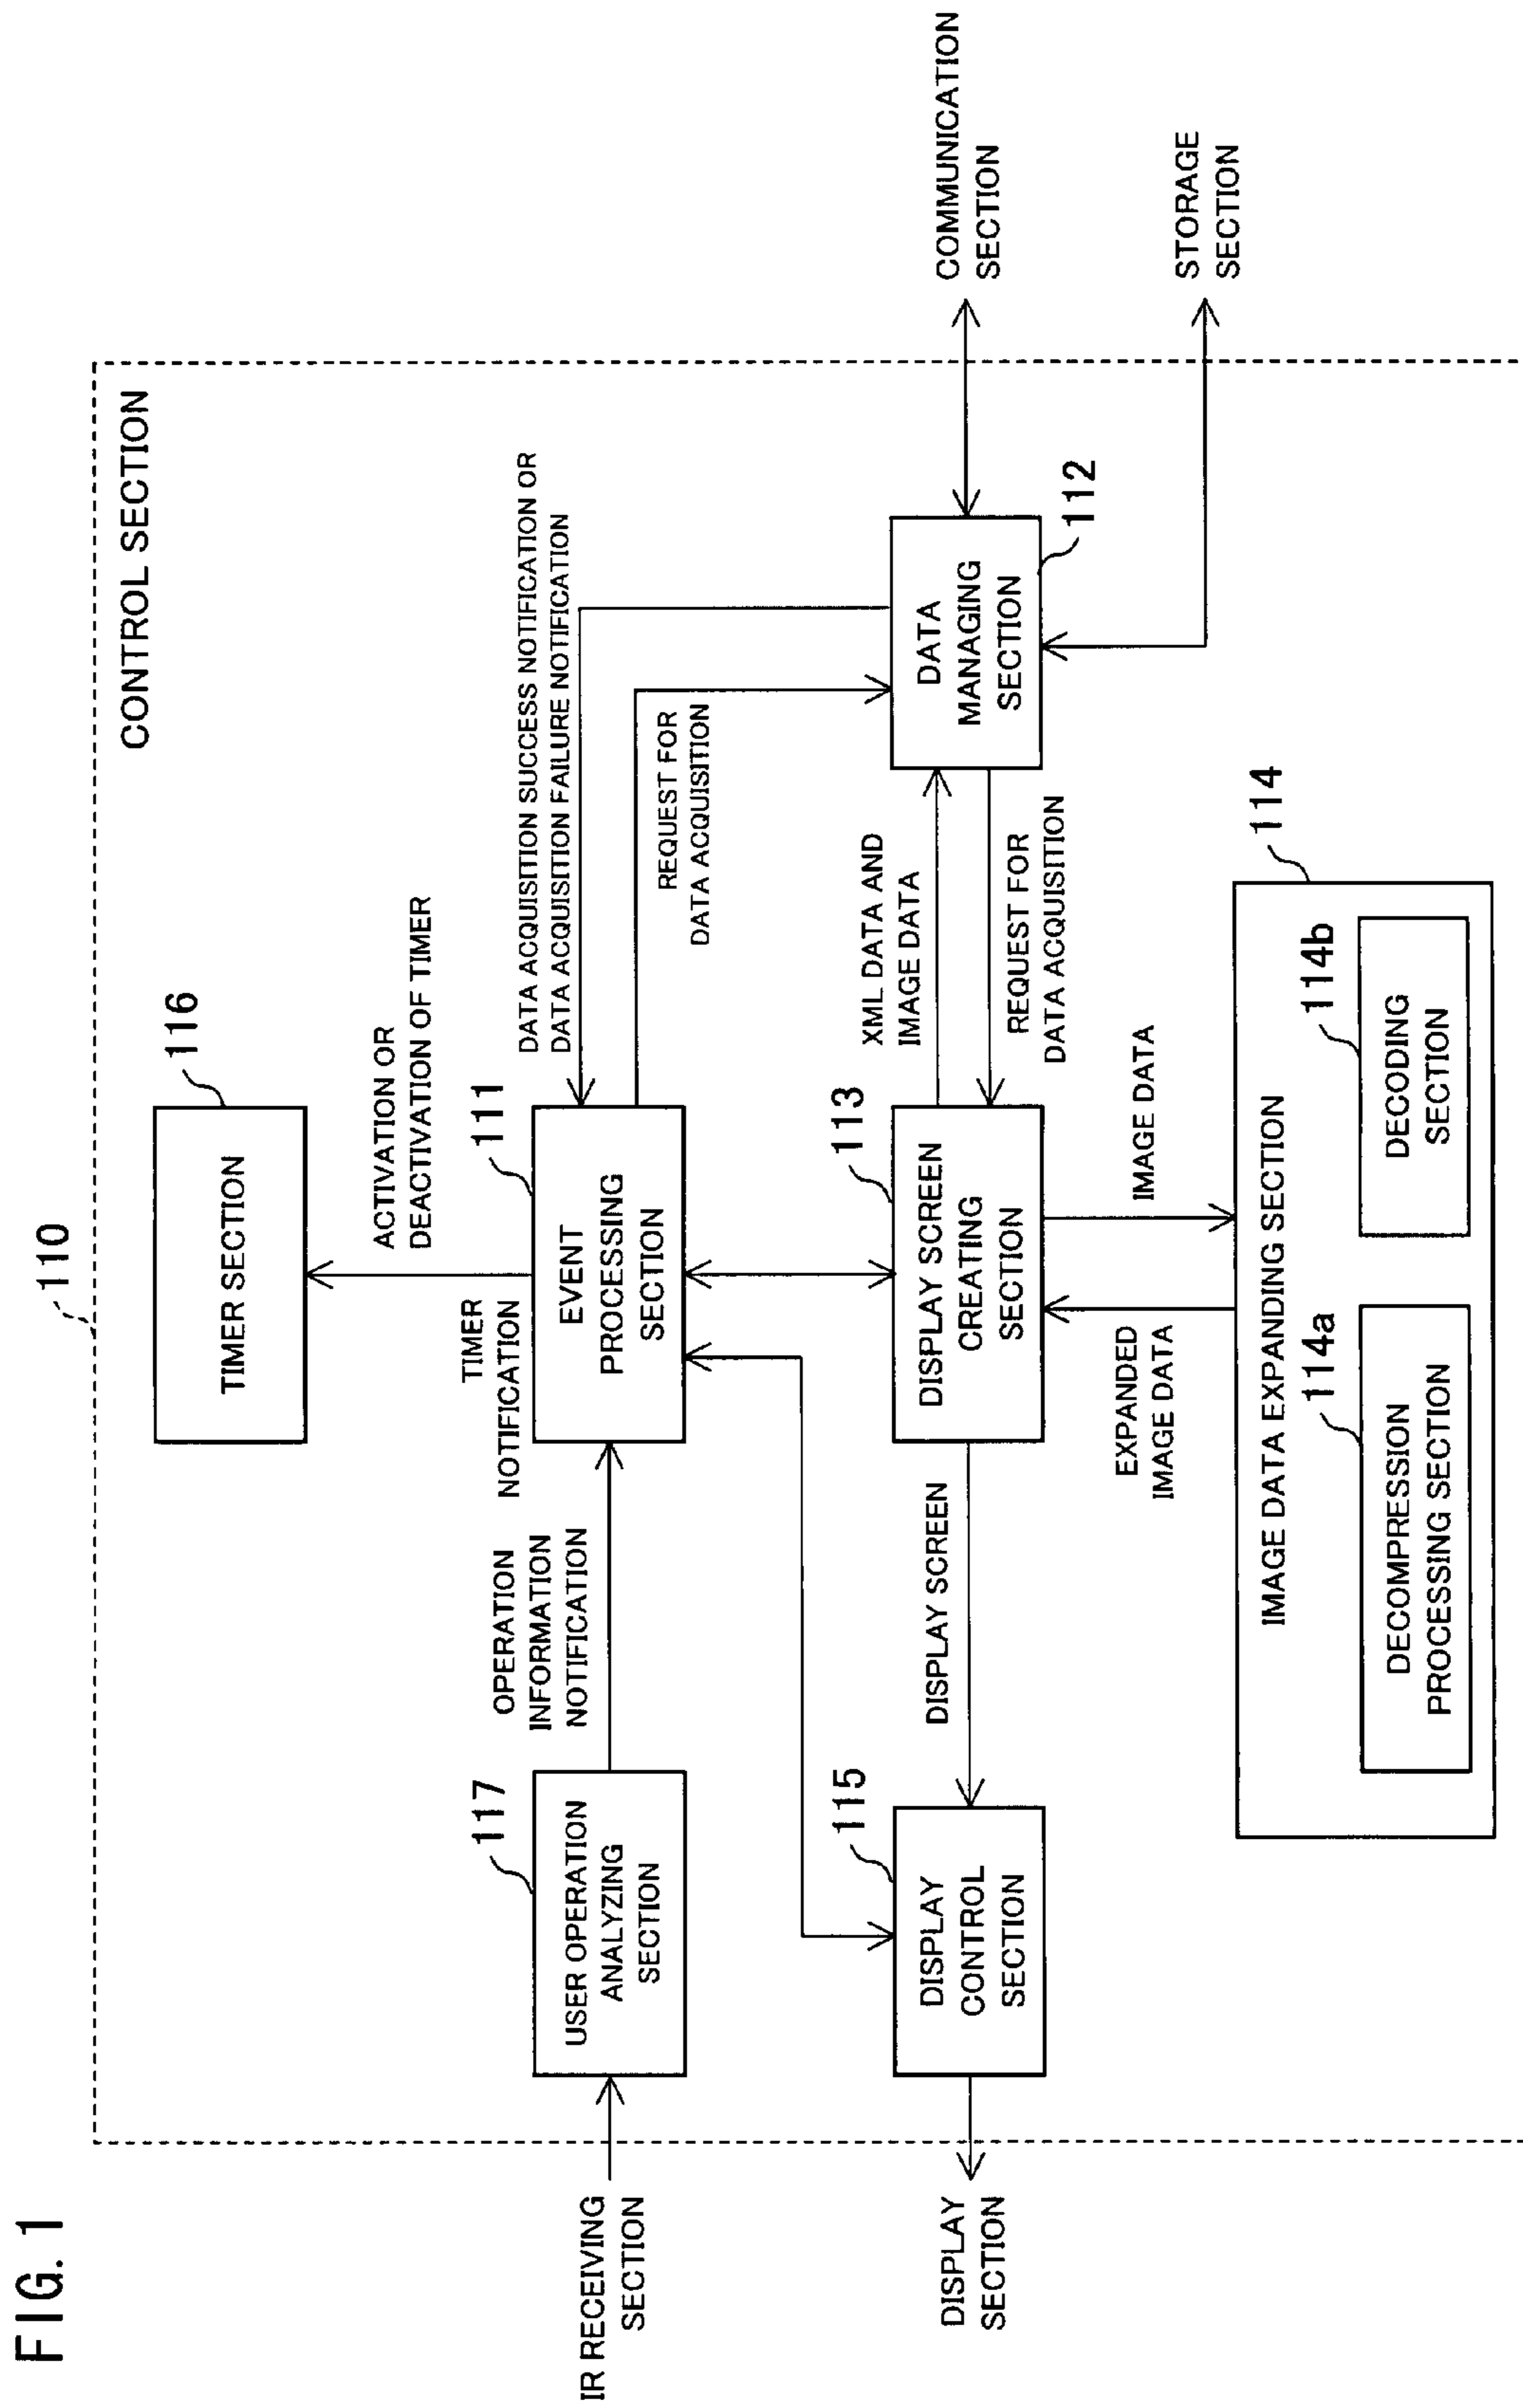 FIG. 1
110
CONTROL SECTION
116
TIMER SECTION
ACTIVATION OR
DEACTIVATION OF TIMER
TIMER
NOTIFICATION
117
USER OPERATION
ANALYZING
SECTION
IR RECEIVING
SECTION
OPERATION
INFORMATION
NOTIFICATION
111
EVENT
PROCESSING
SECTION
DATA ACQUISITION SUCCESS NOTIFICATION OR
DATA ACQUISITION FAILURE NOTIFICATION
REQUEST FOR
DATA ACQUISITION
115
DISPLAY
CONTROL
SECTION
DISPLAY
SECTION
DISPLAY SCREEN
113
DISPLAY SCREEN
CREATING
SECTION
XML DATA AND
IMAGE DATA
REQUEST FOR
DATA ACQUISITION
112
DATA
MANAGING
SECTION
COMMUNICATION
SECTION
STORAGE
SECTION
EXPANDED
IMAGE DATA
IMAGE DATA
114
IMAGE DATA EXPANDING SECTION
114a
DECOMPRESSION
PROCESSING SECTION
114b
DECODING
SECTION